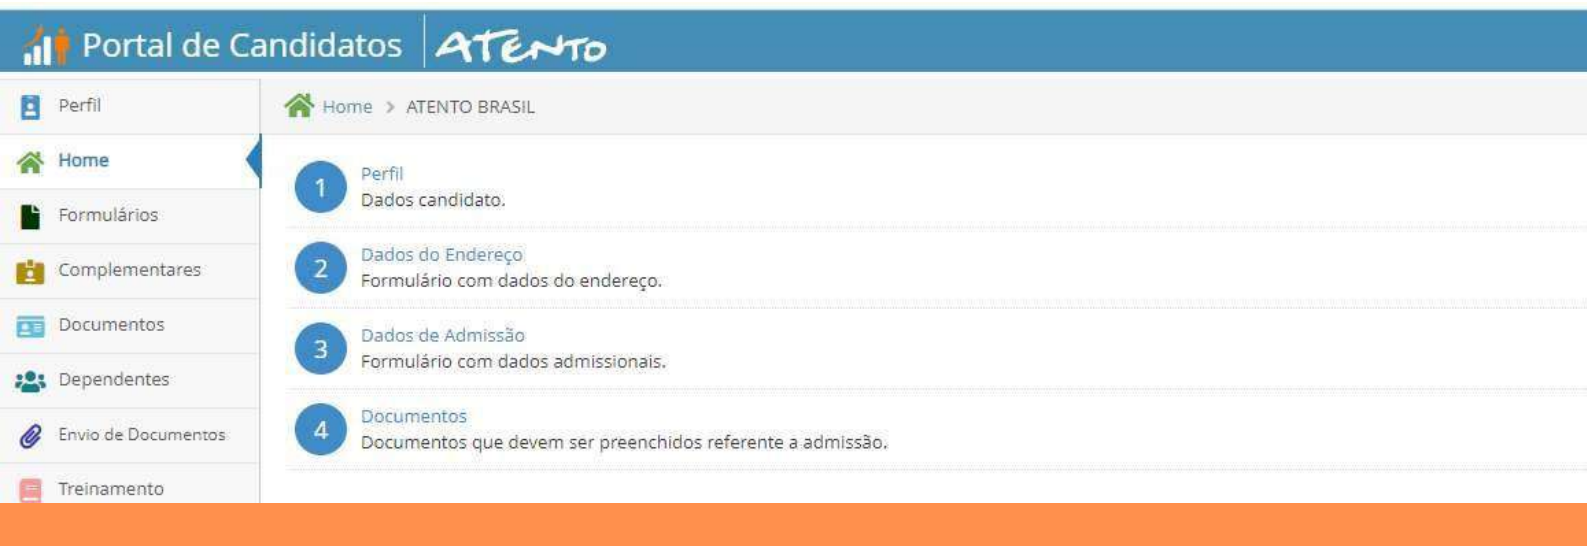 Portal de Candidatos ATENTO
Perfil
Home
Formulários
Complementares
Documentos
Dependentes
Envio de Documentos
Treinamento
Home > ATENTO BRASIL
1 Perfil
Dados candidato.
2 Dados do Endereço
Formulário com dados do endereço.
3 Dados de Admissão
Formulário com dados admissionais.
4 Documentos
Documentos que devem ser preenchidos referente a admissão.